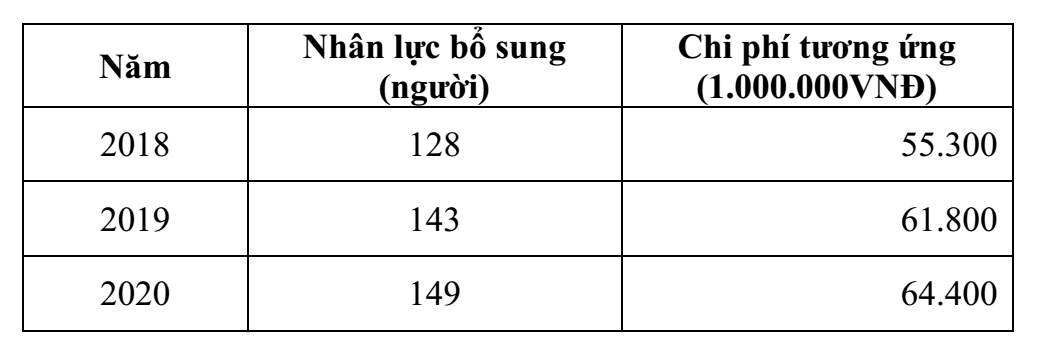 Năm Nhân lực bổ sung Chi phí tương ứng
(người) (1.000.000VNĐ)
2018 128 55.300
2019 143 61.800
2020 149 64.400